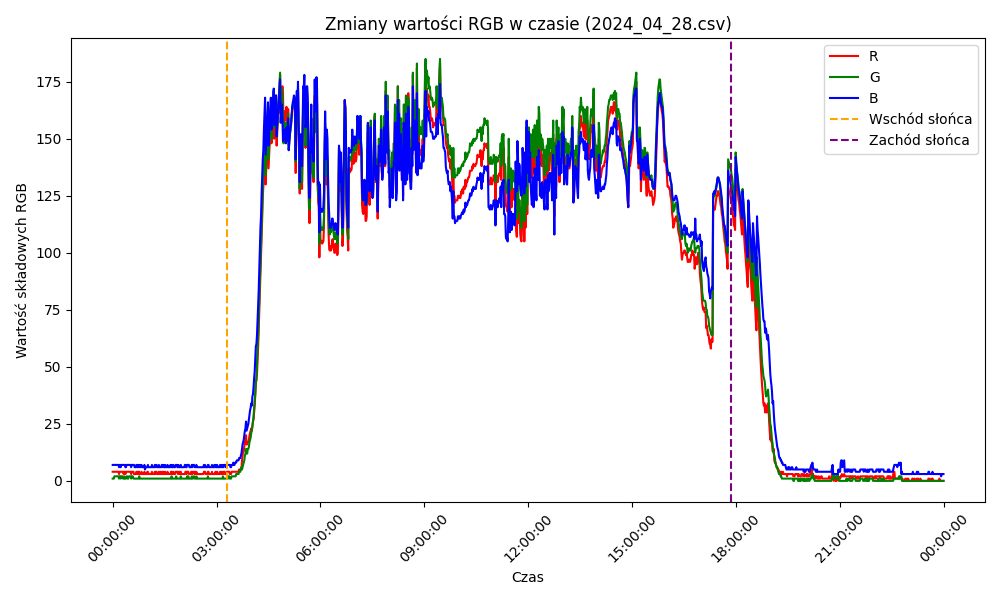 Zmiany wartości RGB w czasie (2024_04_28.csv)
R
G
B
Wschód słońca
Zachód słońca
Wartość składowych RGB
175
150
125
100
75
50
25
0
00:00:00
03:00:00
06:00:00
09:00:00
12:00:00
15:00:00
18:00:00
21:00:00
00:00:00
Czas